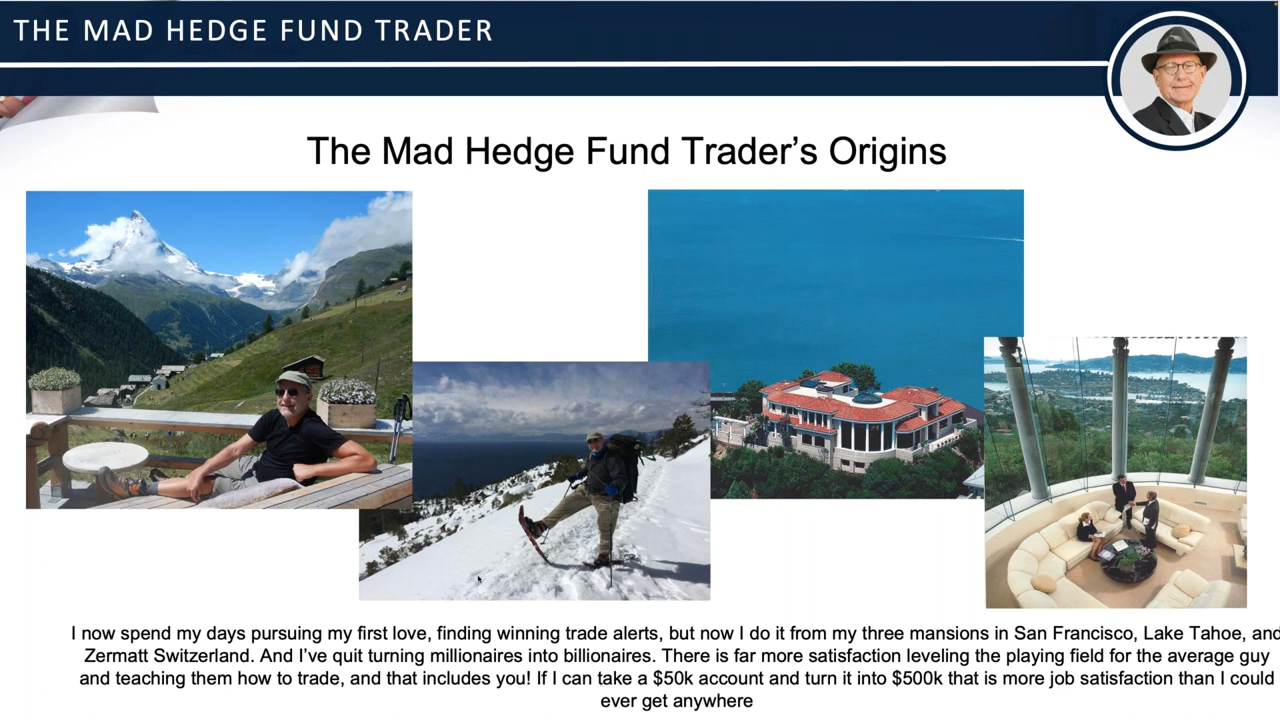 THE MAD HEDGE FUND TRADER
The Mad Hedge Fund Trader’s Origins
I now spend my days pursuing my first love, finding winning trade alerts, but now I do it from my three mansions in San Francisco, Lake Tahoe, and
Zermatt Switzerland. And I’ve quit turning millionaires into billionaires. There is far more satisfaction leveling the playing field for the average guy
and teaching them how to trade, and that includes you! If I can take a $50k account and turn it into $500k that is more job satisfaction than I could
ever get anywhere